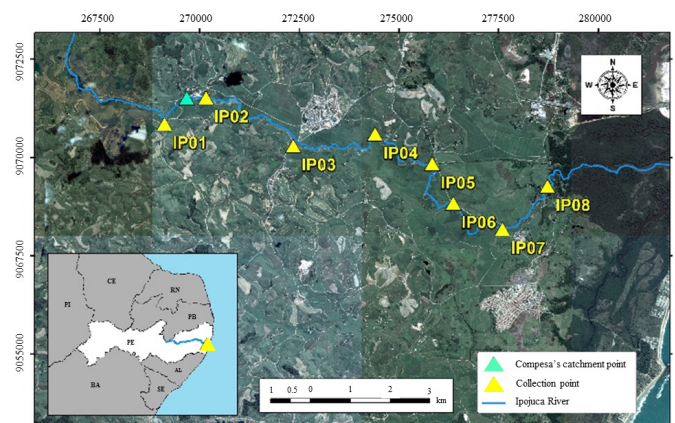 267500 270000 272500 275000 277500 280000
9072500
9070000
9067500
9055000
N
W E
S
IP01
IP02
IP03
IP04
IP05
IP06
IP07
IP08
CE
RN
PI
PB
PE
AL
SE
BA
1 0.5 0 1 2 3
km
Compesa's catchment point
Collection point
Ipojuca River